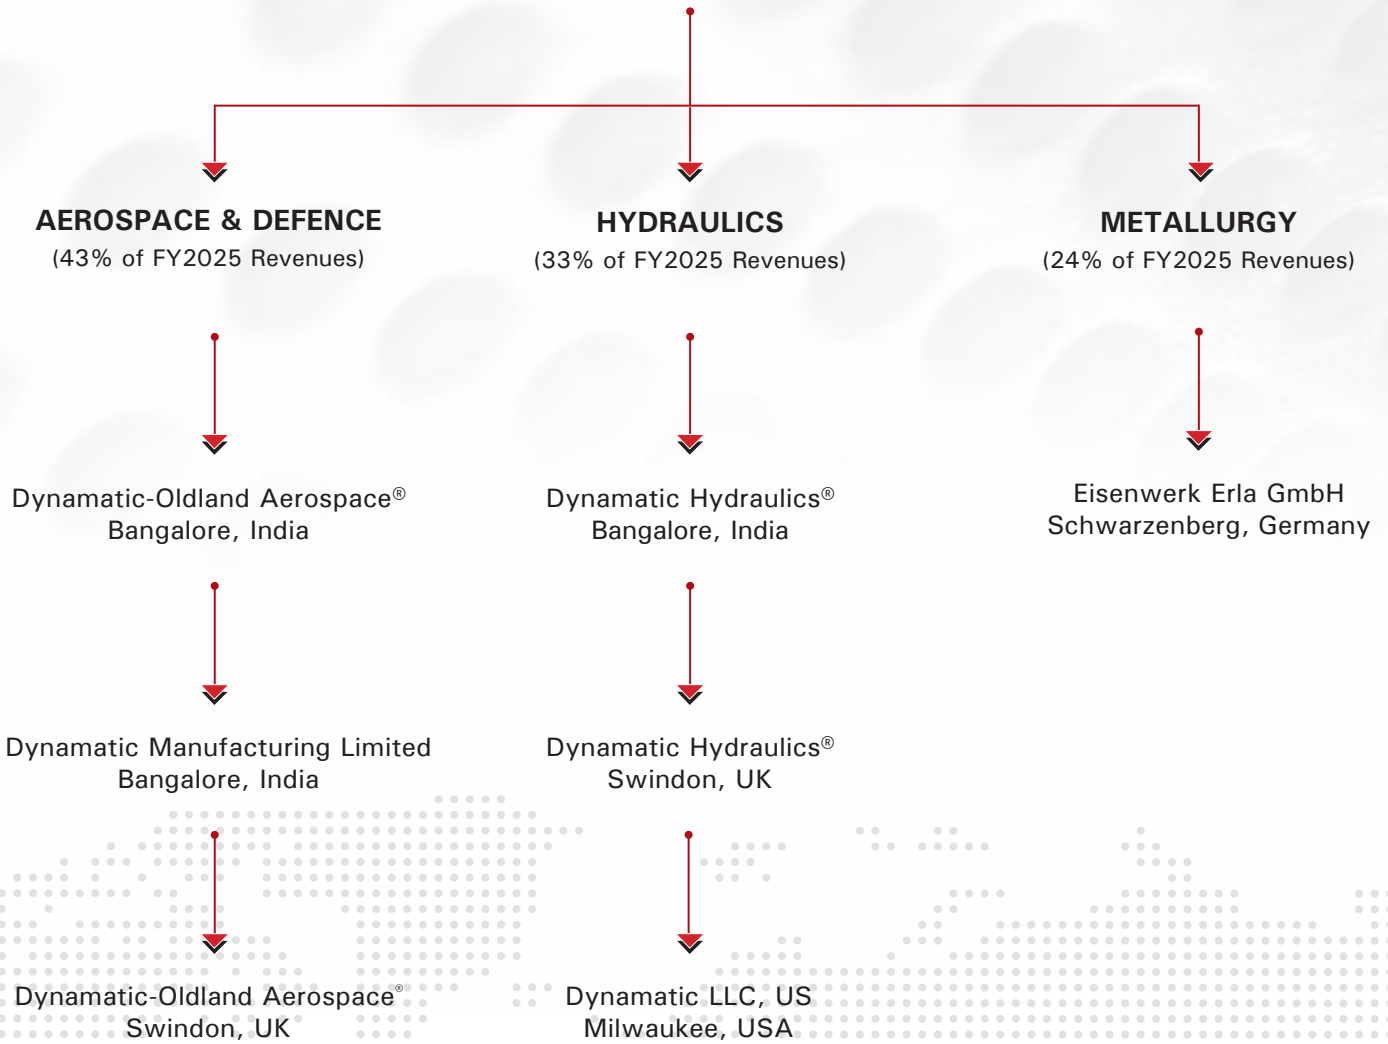 AEROSPACE & DEFENCE
(43% of FY2025 Revenues)
Dynamatic-Oldland Aerospace®
Bangalore, India
Dynamatic Manufacturing Limited
Bangalore, India
Dynamatic-Oldland Aerospace®
Swindon, UK
HYDRAULICS
(33% of FY2025 Revenues)
Dynamatic Hydraulics®
Bangalore, India
Dynamatic Hydraulics®
Swindon, UK
Dynamatic LLC, US
Milwaukee, USA
METALLURGY
(24% of FY2025 Revenues)
Eisenwerk Erla GmbH
Schwarzenberg, Germany